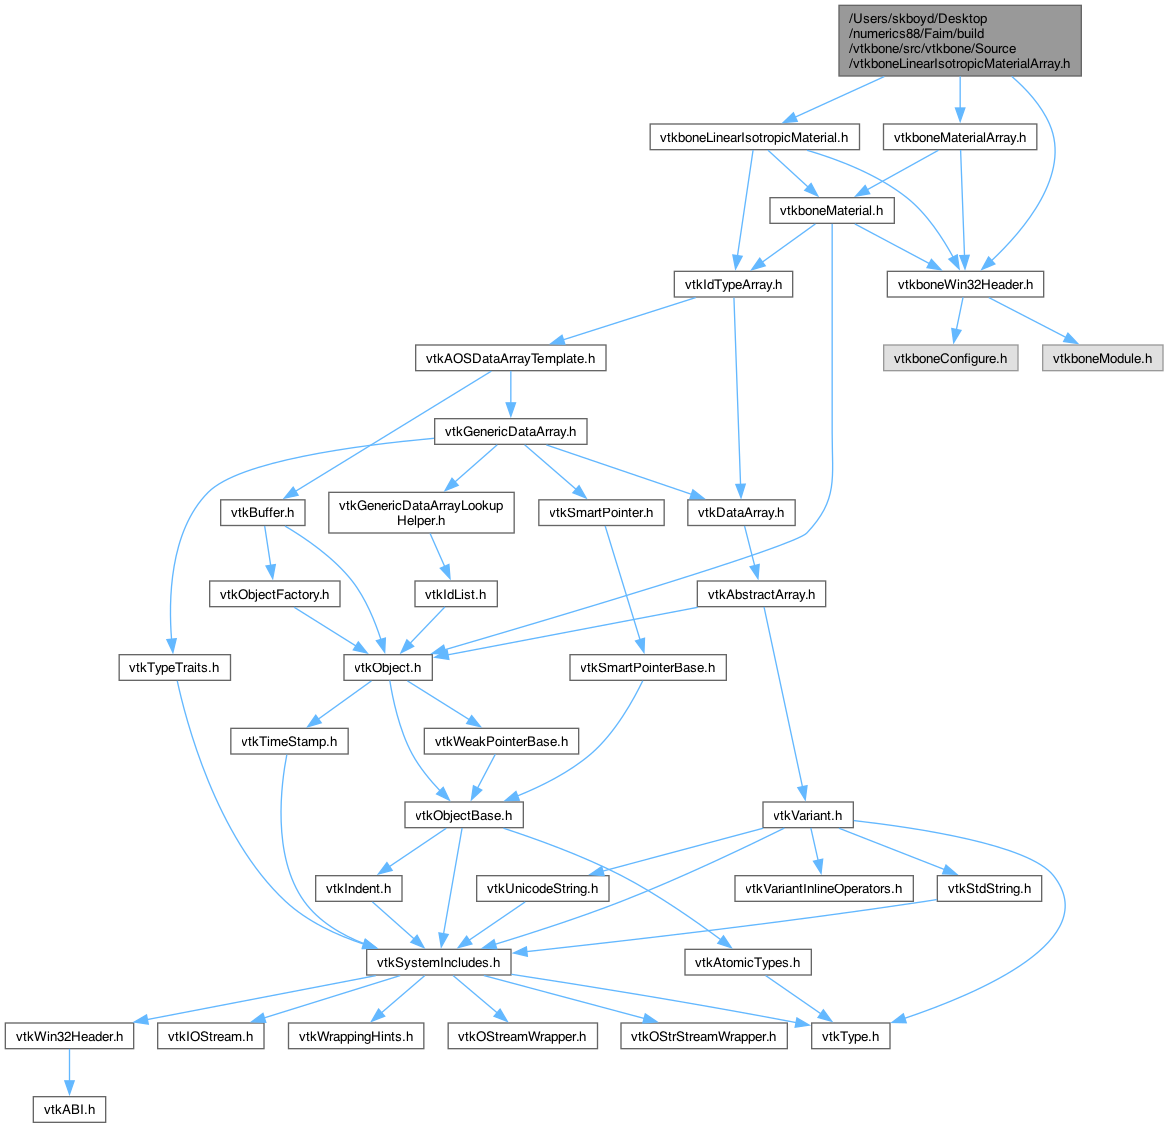 /Users/skboyd/Desktop
/numerics88/Faim/build
/vtkbone/src/vtkbone/Source
/vtkboneLinearIsotropicMaterialArray.h
vtkboneLinearIsotropicMaterial.h
vtkboneMaterialArray.h
vtkboneMaterial.h
vtkIdTypeArray.h
vtkboneWin32Header.h
vtkAOSDataArrayTemplate.h
vtkboneConfigure.h
vtkboneModule.h
vtkGenericDataArray.h
vtkBuffer.h
vtkGenericDataArrayLookup
Helper.h
vtkSmartPointer.h
vtkDataArray.h
vtkObjectFactory.h
vtkIdList.h
vtkAbstractArray.h
vtkTypeTraits.h
vtkObject.h
vtkSmartPointerBase.h
vtkTimeStamp.h
vtkWeakPointerBase.h
vtkObjectBase.h
vtkVariant.h
vtkIndent.h
vtkUnicodeString.h
vtkVariantInlineOperators.h
vtkStdString.h
vtkSystemIncludes.h
vtkAtomicTypes.h
vtkWin32Header.h
vtkIOStream.h
vtkWrappingHints.h
vtkOStreamWrapper.h
vtkOStrStreamWrapper.h
vtkType.h
vtkABI.h